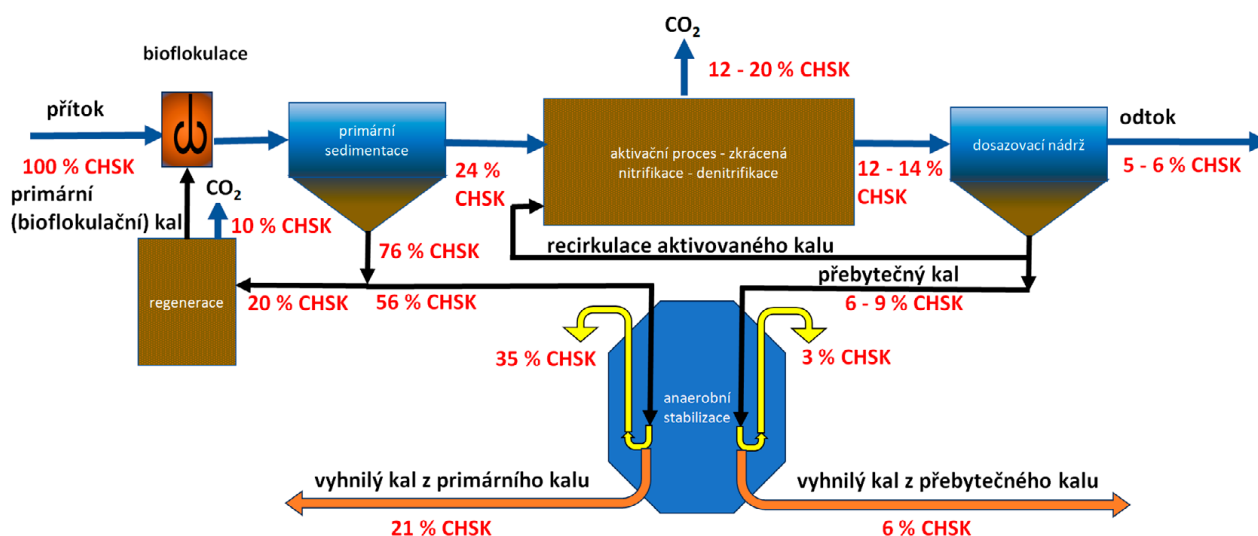 CO₂
bioflokulace
12 - 20 % CHSK
přítok
primární
sedimentace
aktivační proces - zkrácená
nitrifikace - denitrifikace
dosazovací nádrž
odtok
100 % CHSK
24 %
CHSK
12 - 14 %
CHSK
5 - 6 % CHSK
primární
(bioflokulační) kal
CO₂
10 % CHSK
76 % CHSK
recirkulace aktivovaného kalu
přebytečný kal
regenerace
20 % CHSK
56 % CHSK
6 - 9 % CHSK
35 % CHSK
3 % CHSK
anaerobní
stabilizace
vyhnilý kal z primárního kalu
vyhnilý kal z přebytečného kalu
21 % CHSK
6 % CHSK